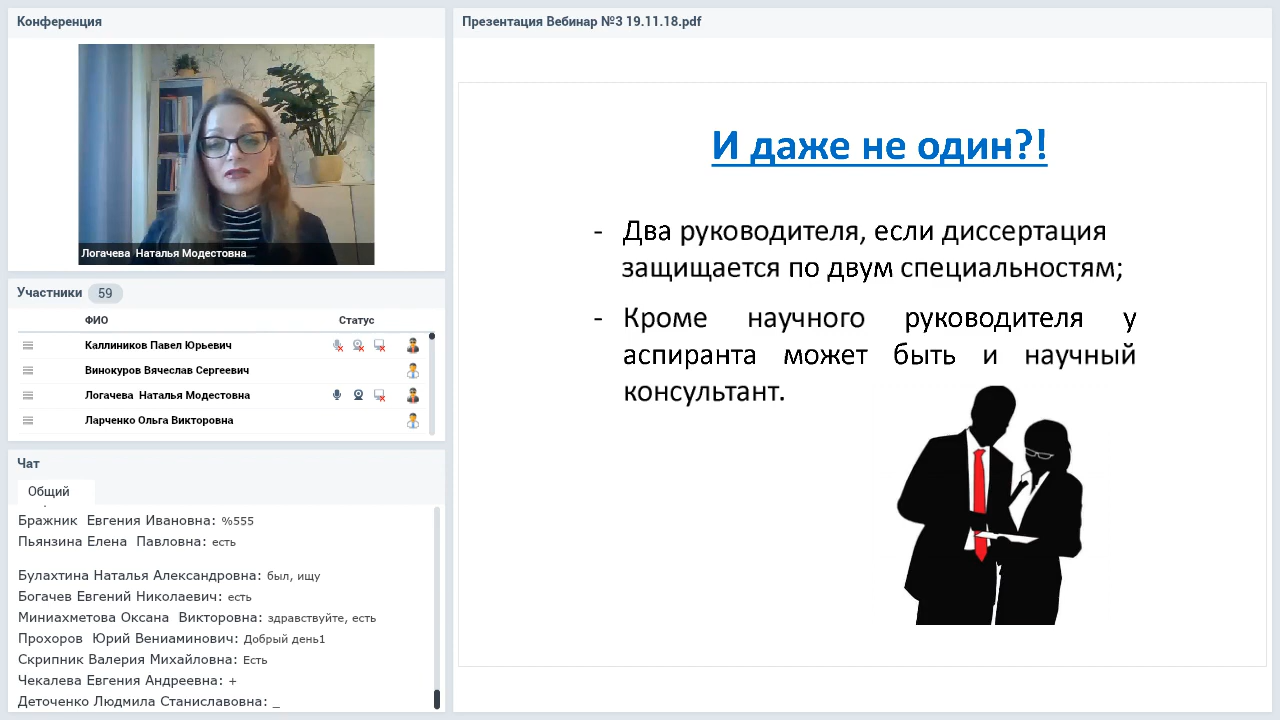 Конференция
Логачева Наталья Модестовна
Участники 59
ФИО Статус
Каллиников Павел Юрьевич
Винокуров Вячеслав Сергеевич
Логачева Наталья Модестовна
Ларченко Ольга Викторовна
Чат
Общий
Бражник Евгения Ивановна: %555
Пьянзина Елена Павловна: есть
Булахтина Наталья Александровна: был, ищу
Богачев Евгений Николаевич: есть
Миниахметова Оксана Викторовна: здравствуйте, есть
Прохоров Юрий Вениаминович: Добрый день1
Скрипник Валерия Михайловна: Есть
Чекалева Евгения Андреевна: +
Деточенко Людмила Станиславовна: _
Презентация Вебинар №3 19.11.18.pdf
И даже не один?!
- Два руководителя, если диссертация
защищается по двум специальностям;
- Кроме научного руководителя у
аспиранта может быть и научный
консультант.